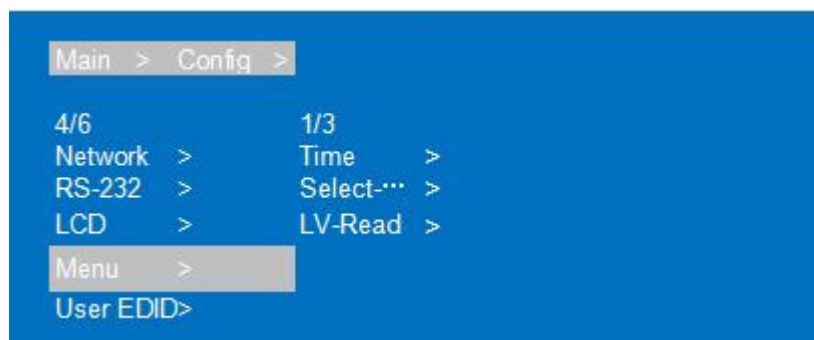 Main > Config >
4/6 1/3
Network > Time >
RS-232 > Select-··· >
LCD > LV-Read >
Menu >
User EDID>